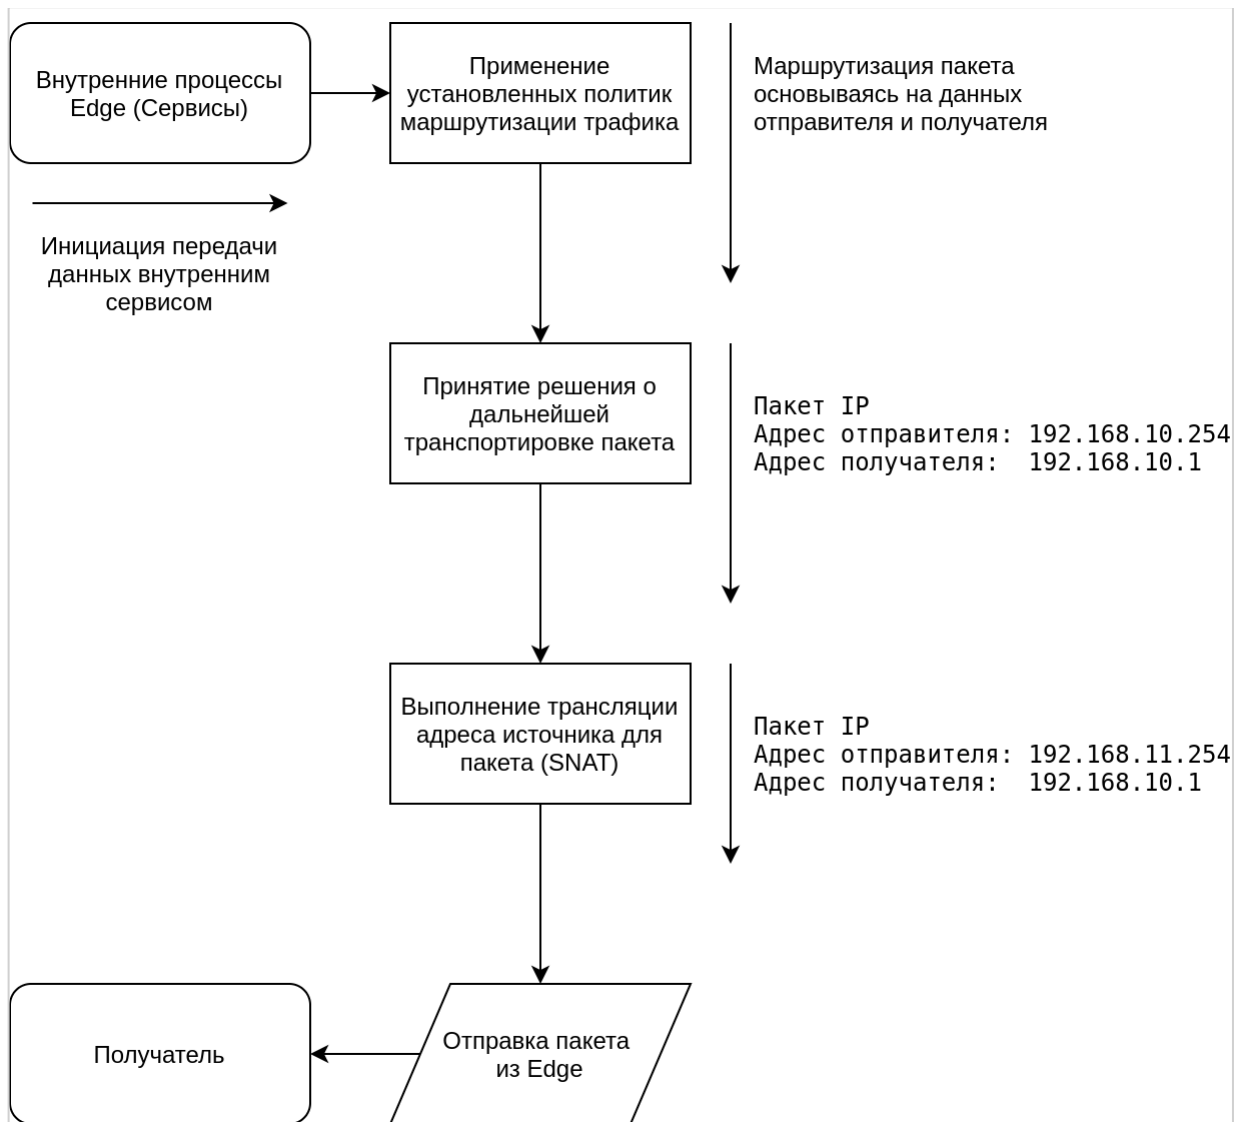 Внутренние процессы
Edge (Сервисы)
Применение
установленных политик
маршрутизации трафика
Маршрутизация пакета
основываясь на данных
отправителя и получателя
Инициация передачи
данных внутренним
сервисом
Принятие решения о
дальнейшей
транспортировке пакета
Пакет IP
Адрес отправителя: 192.168.10.254
Адрес получателя:  192.168.10.1
Выполнение трансляции
адреса источника для
пакета (SNAT)
Пакет IP
Адрес отправителя: 192.168.11.254
Адрес получателя:  192.168.10.1
Получатель
Отправка пакета
из Edge